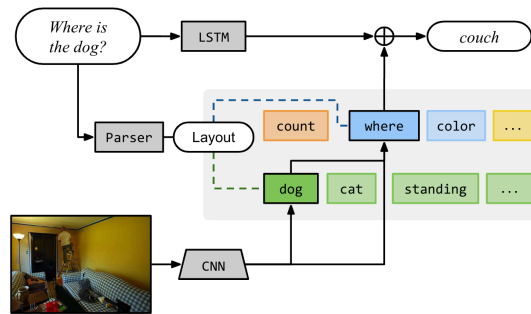 Where is
the dog?
LSTM
couch
Parser
Layout
count
where
color
...
dog
cat
standing
...
CNN